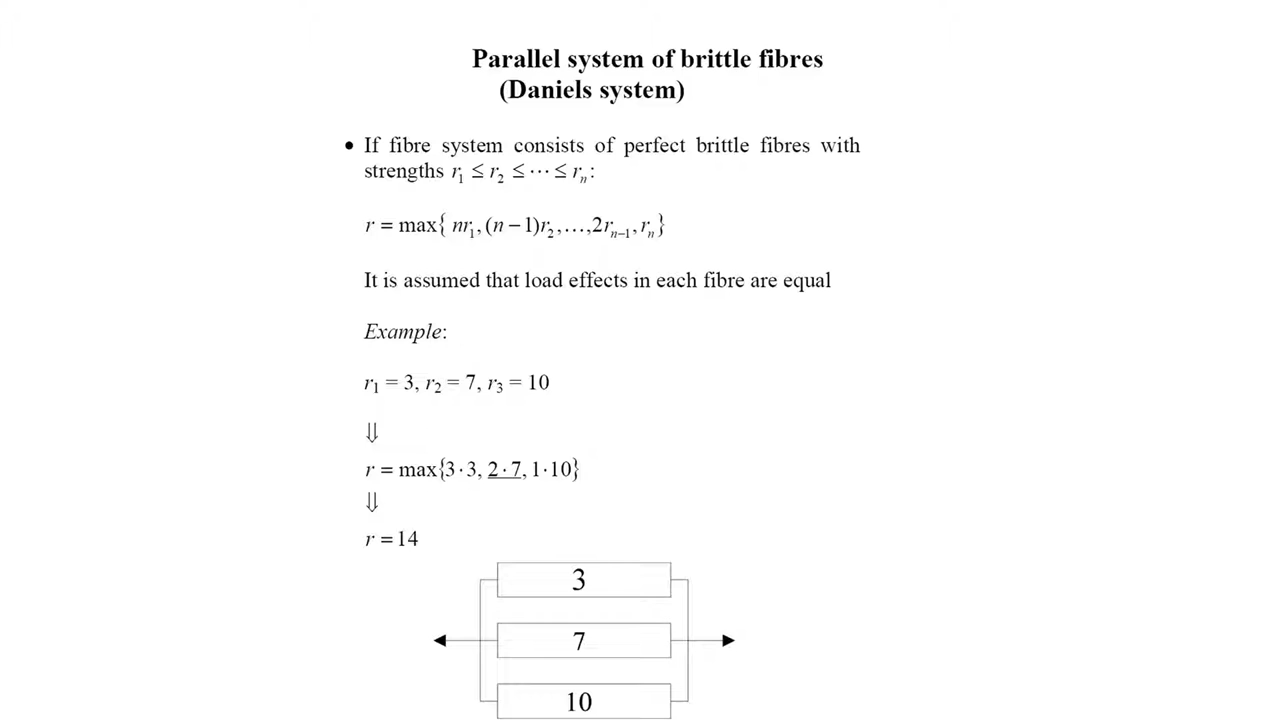 Parallel system of brittle fibres
(Daniels system)
• If fibre system consists of perfect brittle fibres with
strengths r₁ ≤ r₂ ≤ ⋯ ≤ rₙ:
r = max{ nr₁, (n − 1)r₂, …, 2rₙ₋₁, rₙ}
It is assumed that load effects in each fibre are equal
Example:
r₁ = 3, r₂ = 7, r₃ = 10
⇓
r = max{3 · 3, 2 · 7, 1 · 10}
⇓
r = 14
3
7
10